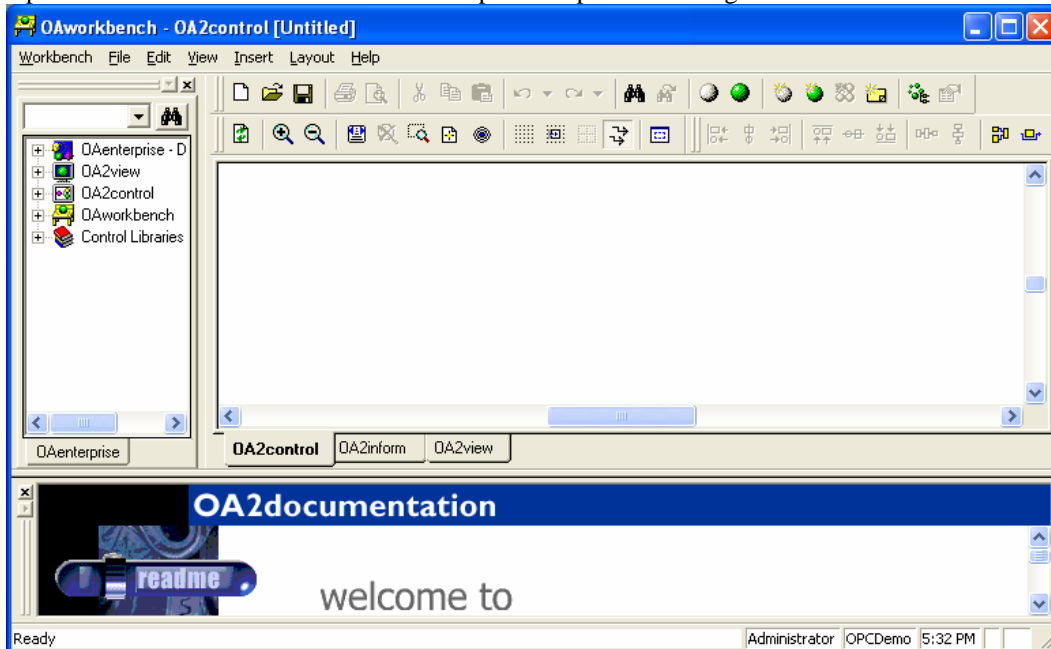 OAworkbench - OA2control [Untitled]
Workbench File Edit View Insert Layout Help
OAenterprise - D
OA2view
OA2control
OAworkbench
Control Libraries
OAenterprise
OA2control OA2inform OA2view
OA2documentation
readme
welcome to
Ready Administrator OPCDemo 5:32 PM